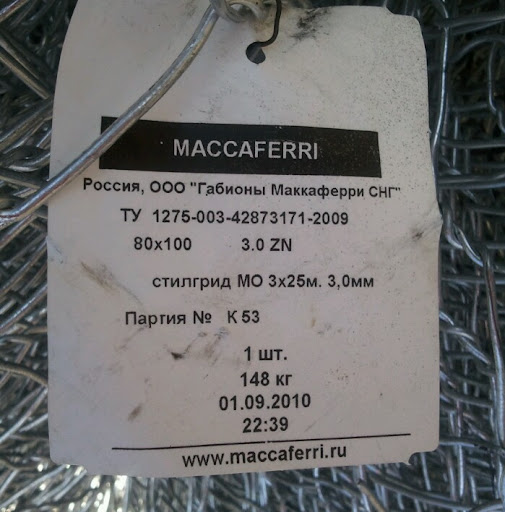 MACCAFERRI
Россия, ООО "Габионы Маккаферри СНГ"
ТУ 1275-003-42873171-2009
80x100 3.0 ZN
стилгрид МО 3х25м. 3,0мм
Партия № К 53
1 шт.
148 кг
01.09.2010
22:39
www.maccaferri.ru